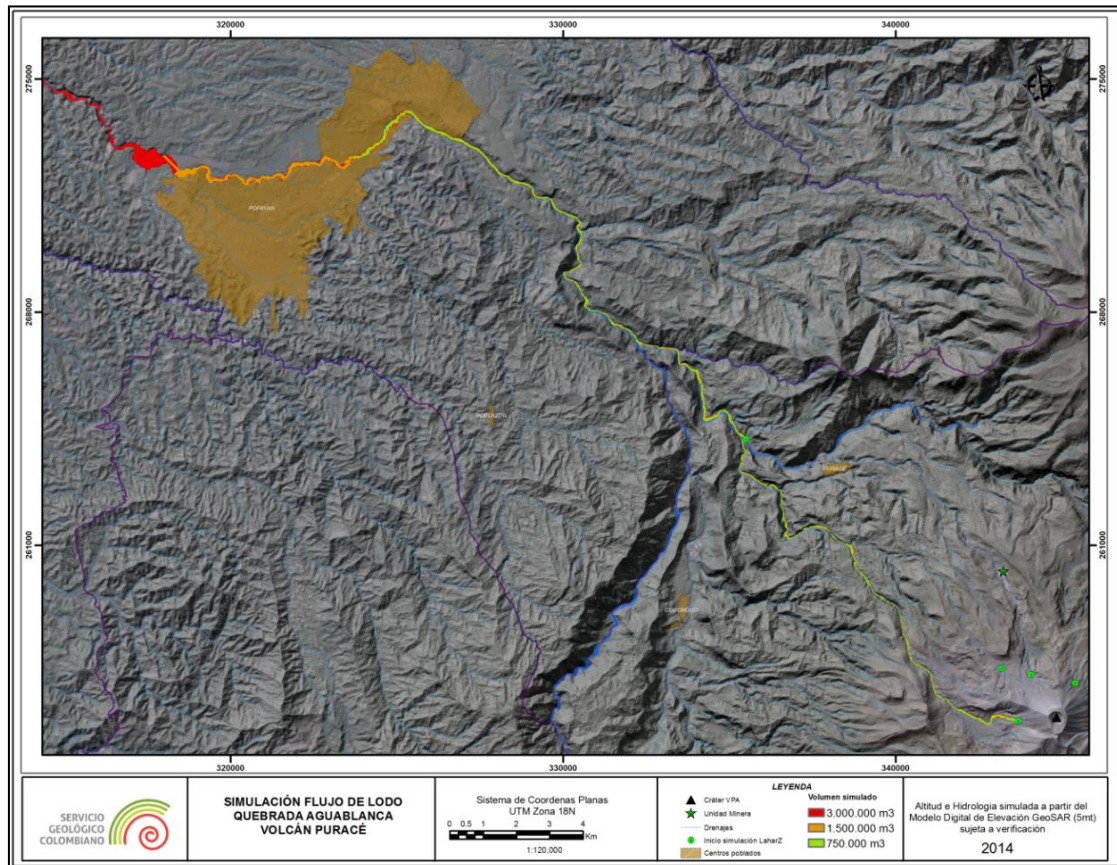 320000
330000
340000
275000
275000
POPAYAN
268000
268000
PURACE
261000
261000
COCONUCO
320000
330000
340000
SERVICIO
GEOLÓGICO
COLOMBIANO
SIMULACIÓN FLUJO DE LODO
QUEBRADA AGUABLANCA
VOLCÁN PURACÉ
Sistema de Coordenas Planas
UTM Zona 18N
0 0.5 1 2 3 4
Km
1:120,000
LEYENDA
Cráter VPA
Unidad Minera
Drenajes
Inicio simulación LaharZ
Centros poblados
Volumen simulado
3.000.000 m3
1.500.000 m3
750.000 m3
Altitud e Hidrologia simulada a partir del
Modelo Digital de Elevación GeoSAR (5mt)
sujeta a verificación
2014